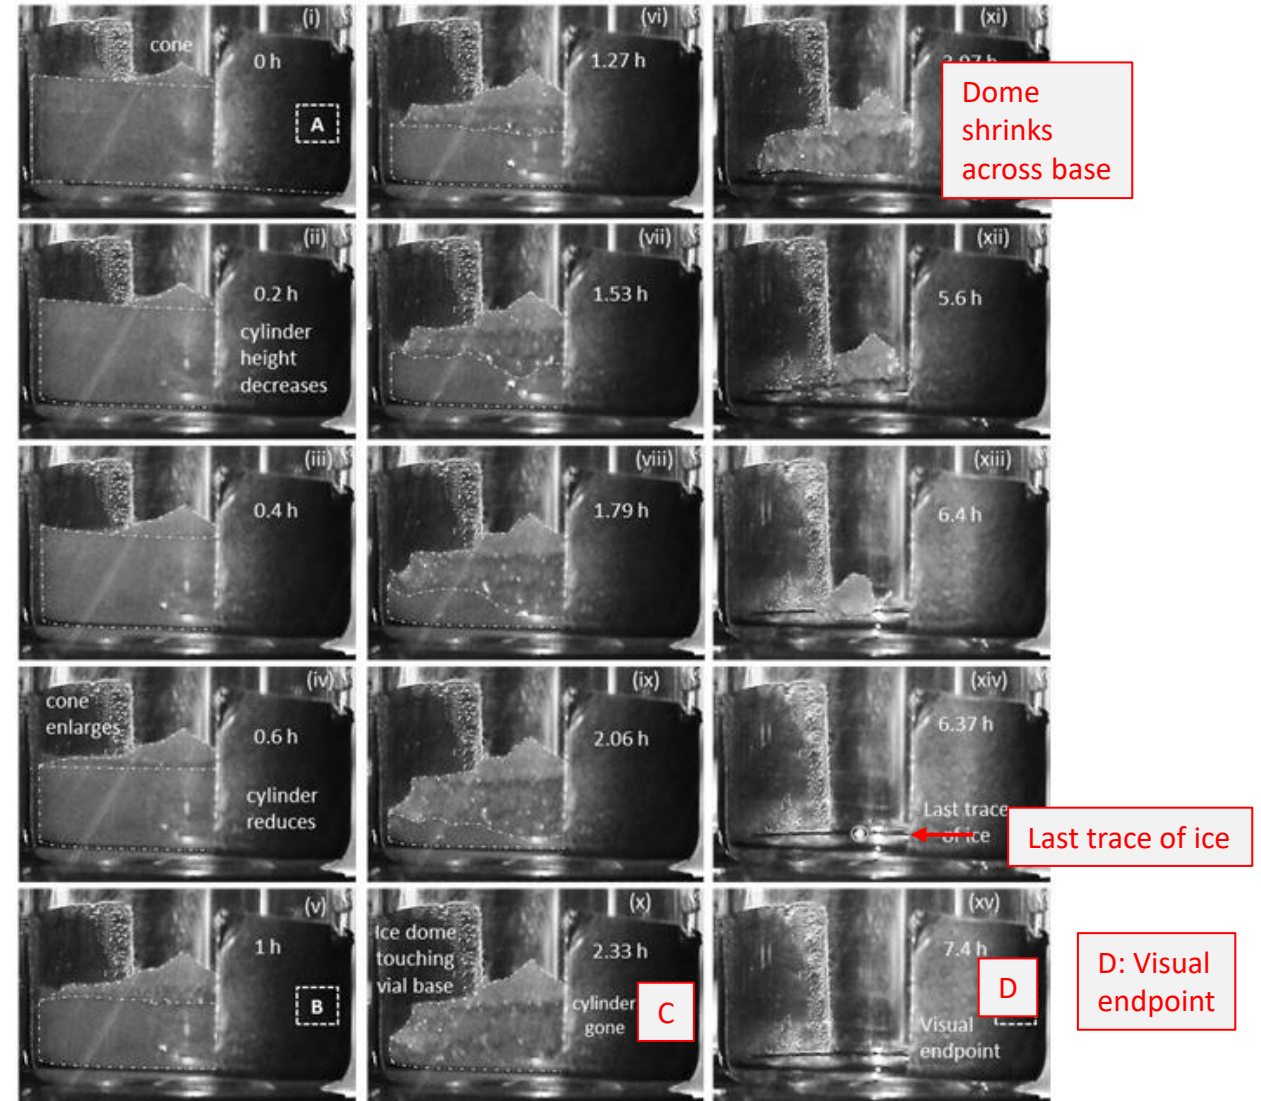 (i)
cone
0 h
A
(ii)
0.2 h
cylinder
height
decreases
(iii)
0.4 h
(iv)
cone
enlarges
0.6 h
cylinder
reduces
(v)
1 h
B
(vi)
1.27 h
(vii)
1.53 h
(viii)
1.79 h
(ix)
2.06 h
(x)
Ice dome
touching
vial base
2.33 h
cylinder
gone
C
(xi)
Dome
shrinks
across base
(xii)
5.6 h
(xiii)
6.4 h
(xiv)
6.37 h
Last trace
ice
Last trace of ice
(xv)
7.4 h
D
Visual
endpoint
D: Visual
endpoint